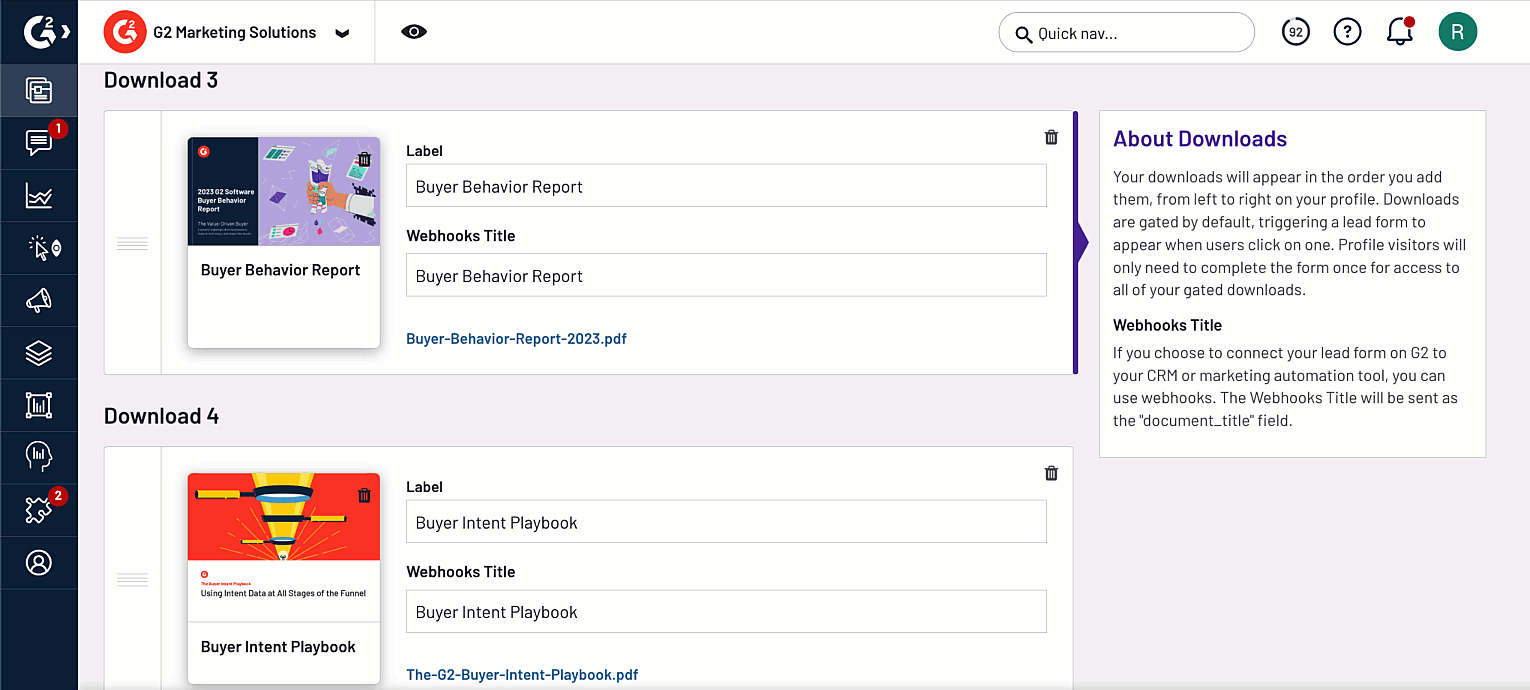 G2 Marketing Solutions
Quick nav...
92
?
R
1
2
Download 3
2023 G2 Software
Buyer Behavior
Report
The Value-Driven Buyer
Buyer Behavior Report
Label
Buyer Behavior Report
Webhooks Title
Buyer Behavior Report
Buyer-Behavior-Report-2023.pdf
About Downloads
Your downloads will appear in the order you add
them, from left to right on your profile. Downloads
are gated by default, triggering a lead form to
appear when users click on one. Profile visitors will
only need to complete the form once for access to
all of your gated downloads.
Webhooks Title
If you choose to connect your lead form on G2 to
your CRM or marketing automation tool, you can
use webhooks. The Webhooks Title will be sent as
the "document_title" field.
Download 4
The Buyer Intent Playbook
Using Intent Data at All Stages of the Funnel
Buyer Intent Playbook
Label
Buyer Intent Playbook
Webhooks Title
Buyer Intent Playbook
The-G2-Buyer-Intent-Playbook.pdf